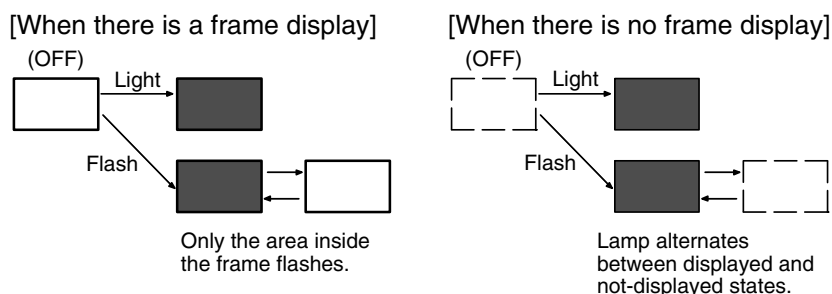 [When there is a frame display]
(OFF)
Light
Flash
Only the area inside
the frame flashes.
[When there is no frame display]
(OFF)
Light
Flash
Lamp alternates
between displayed and
not-displayed states.